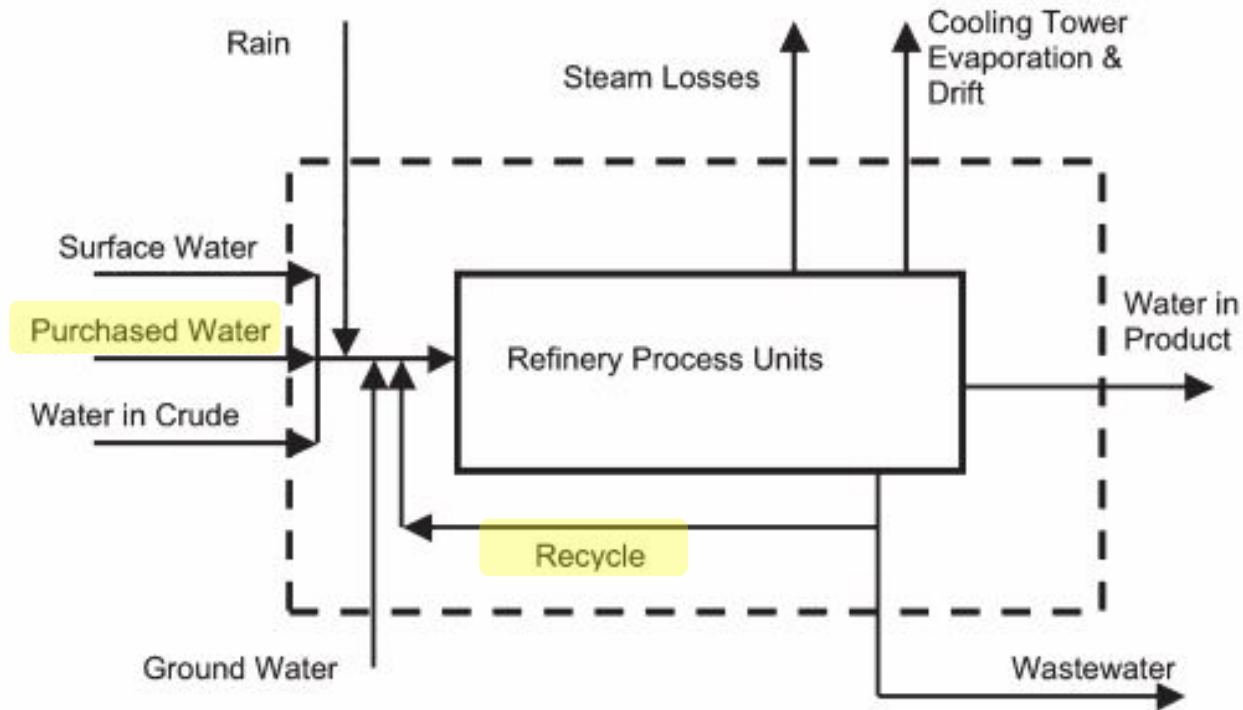 Rain
Steam Losses
Cooling Tower
Evaporation &
Drift
Surface Water
Purchased Water
Water in Crude
Refinery Process Units
Water in
Product
Recycle
Ground Water
Wastewater